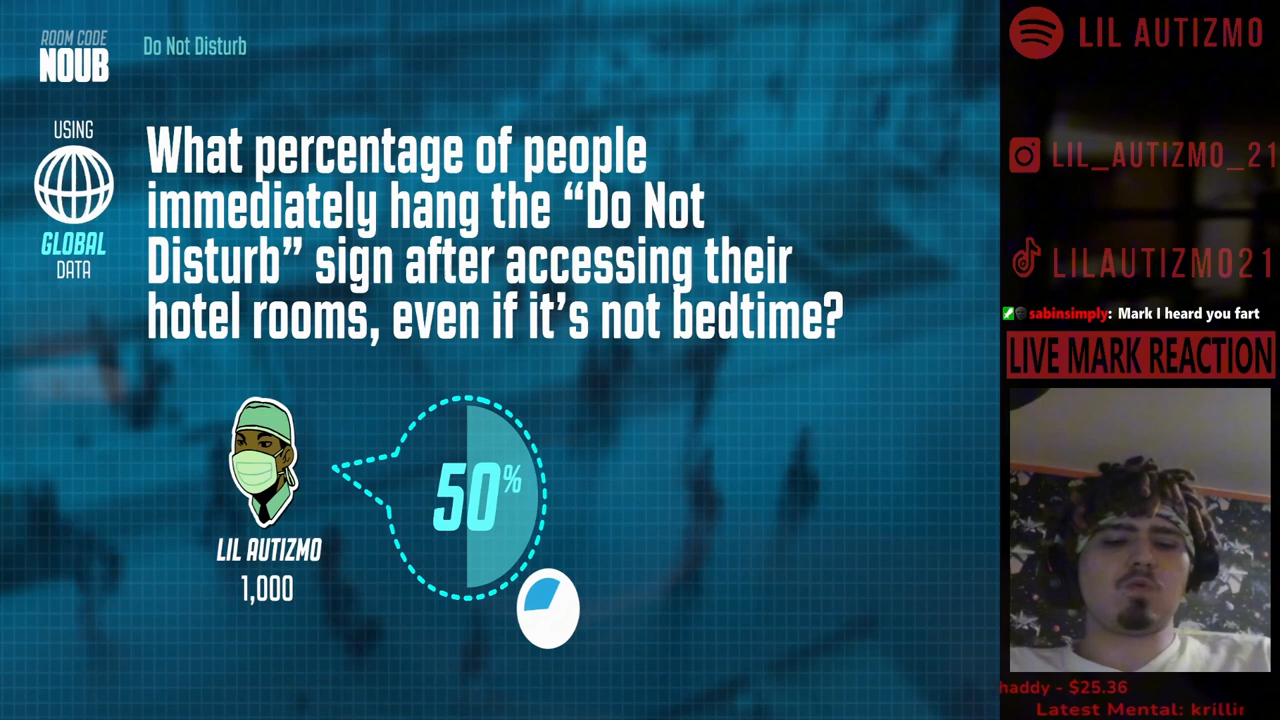 ROOM CODE
NOUB
Do Not Disturb
USING
GLOBAL
DATA
What percentage of people
immediately hang the “Do Not
Disturb” sign after accessing their
hotel rooms, even if it’s not bedtime?
50%
LIL AUTIZMO
1,000
LIL AUTIZMO
LIL_AUTIZMO_21
LILAUTIZMO21
sabinsimply: Mark I heard you fart
LIVE MARK REACTION
haddy - $25.36
Latest Mental: krillin